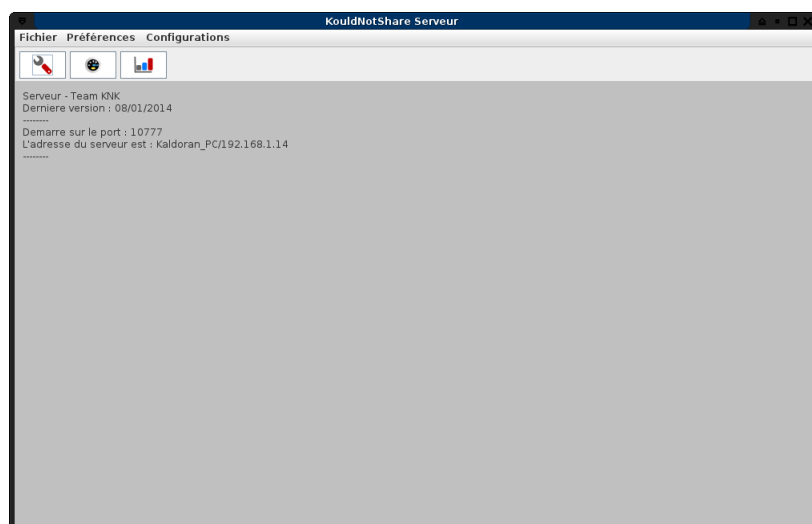 KouldNotShare Serveur
Fichier Préférences Configurations
Serveur - Team KNK
Derniere version : 08/01/2014
--------
Demarre sur le port : 10777
L'adresse du serveur est : Kaldoran_PC/192.168.1.14
--------